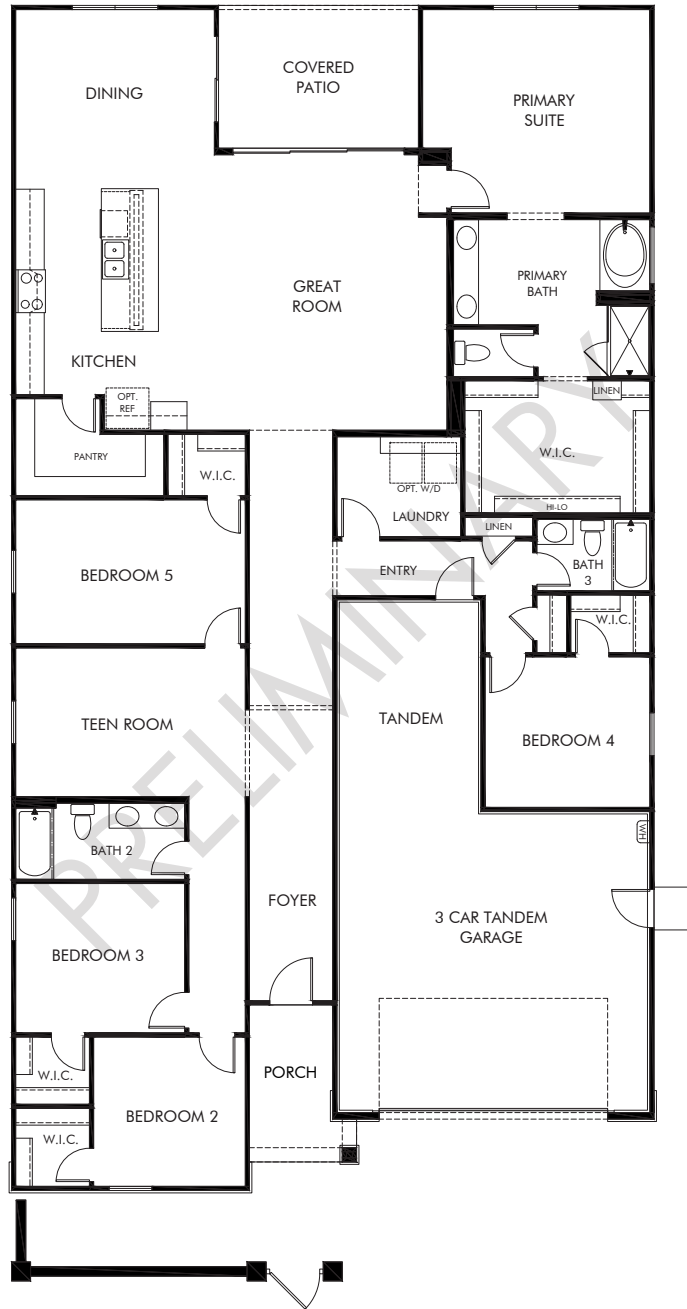 DINING
COVERED
PATIO
PRIMARY
SUITE
GREAT
ROOM
PRIMARY
BATH
KITCHEN
OPT.
REF
LINEN
PANTRY
W.I.C.
OPT. W/D
LAUNDRY
W.I.C.
HI-LO
LINEN
BEDROOM 5
ENTRY
BATH
3
W.I.C.
TEEN ROOM
TANDEM
BEDROOM 4
BATH 2
WH
FOYER
3 CAR TANDEM
GARAGE
BEDROOM 3
W.I.C.
PORCH
BEDROOM 2
W.I.C.
PRELIMINARY